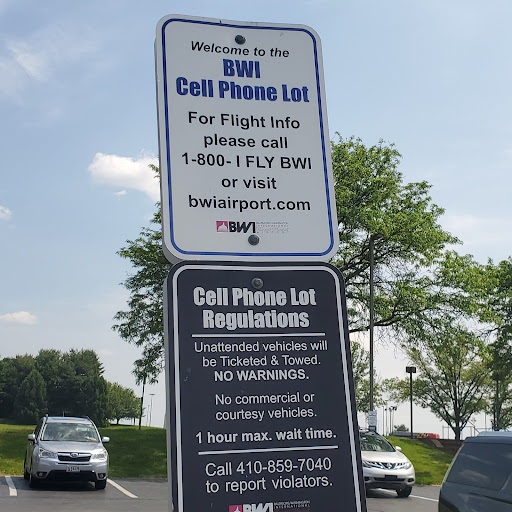 Welcome to the
BWI
Cell Phone Lot
For Flight Info
please call
1-800- I FLY BWI
or visit
bwiairport.com
BWI
Cell Phone Lot
Regulations
Unattended vehicles will
be Ticketed & Towed.
NO WARNINGS.
No commercial or
courtesy vehicles.
1 hour max. wait time.
Call 410-859-7040
to report violators.
BWI